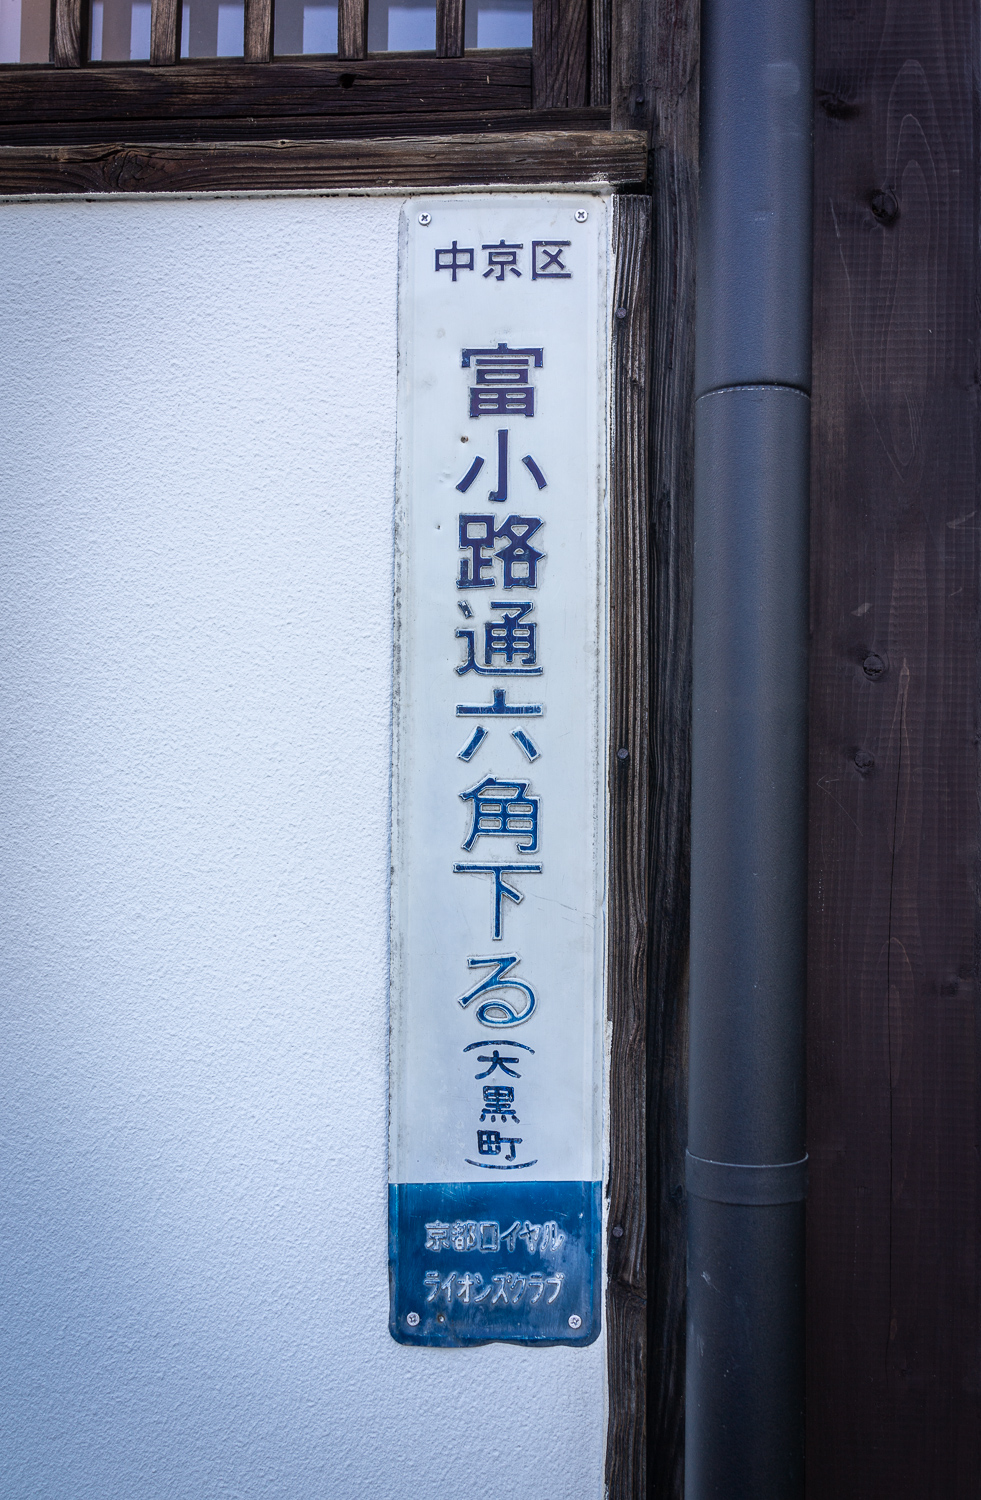 中京区
富小路通六角下る(大黒町)
京都ロイヤル
ライオンズクラブ